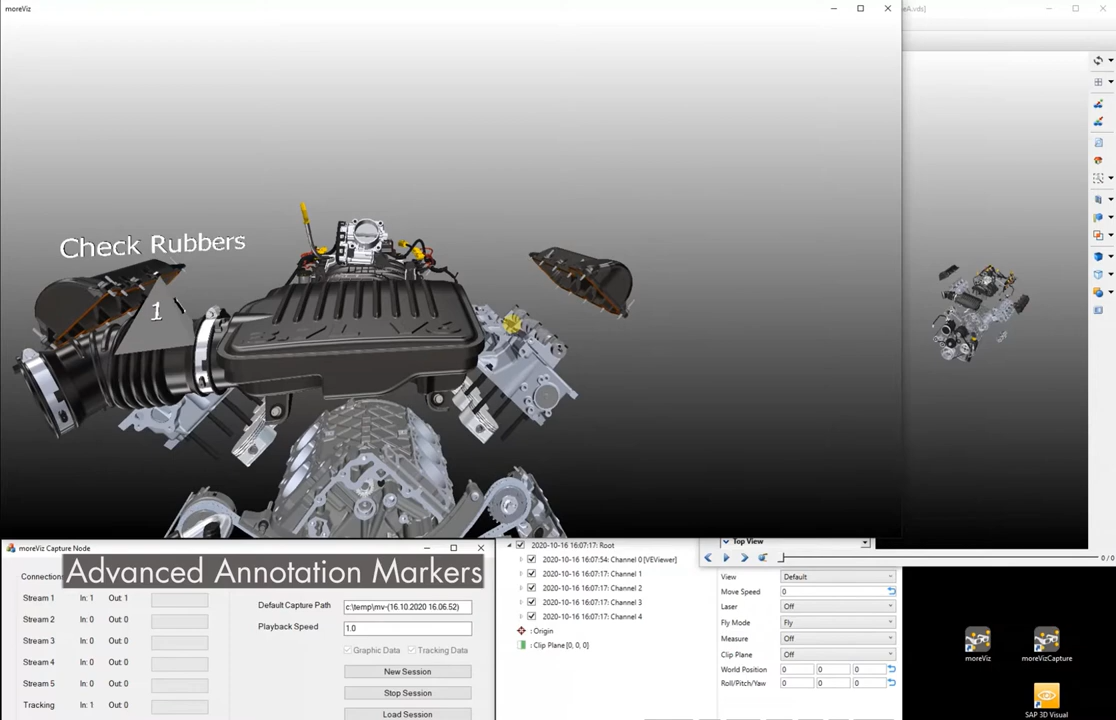 moreViz
eA.vds]
Check Rubbers
1
moreViz Capture Node
Connections
Advanced Annotation Markers
Stream 1 In: 1 Out: 1
Stream 2 In: 0 Out: 0
Stream 3 In: 0 Out: 0
Stream 4 In: 0 Out: 0
Stream 5 In: 0 Out: 0
Tracking In: 1 Out: 0
Default Capture Path c:\temp\mv-(16.10.2020 16.06.52)
Playback Speed 1.0
Graphic Data Tracking Data
New Session
Stop Session
Load Session
2020-10-16 16:07:17: Root
2020-10-16 16:07:54: Channel 0 [VEViewer]
2020-10-16 16:07:17: Channel 1
2020-10-16 16:07:17: Channel 2
2020-10-16 16:07:17: Channel 3
2020-10-16 16:07:17: Channel 4
: Origin
: Clip Plane [0, 0, 0]
Top View
0 / 0
View Default
Move Speed 0
Laser Off
Fly Mode Fly
Measure Off
Clip Plane Off
World Position 0 0 0
Roll/Pitch/Yaw 0 0 0
moreViz
moreVizCapture
SAP 3D Visual